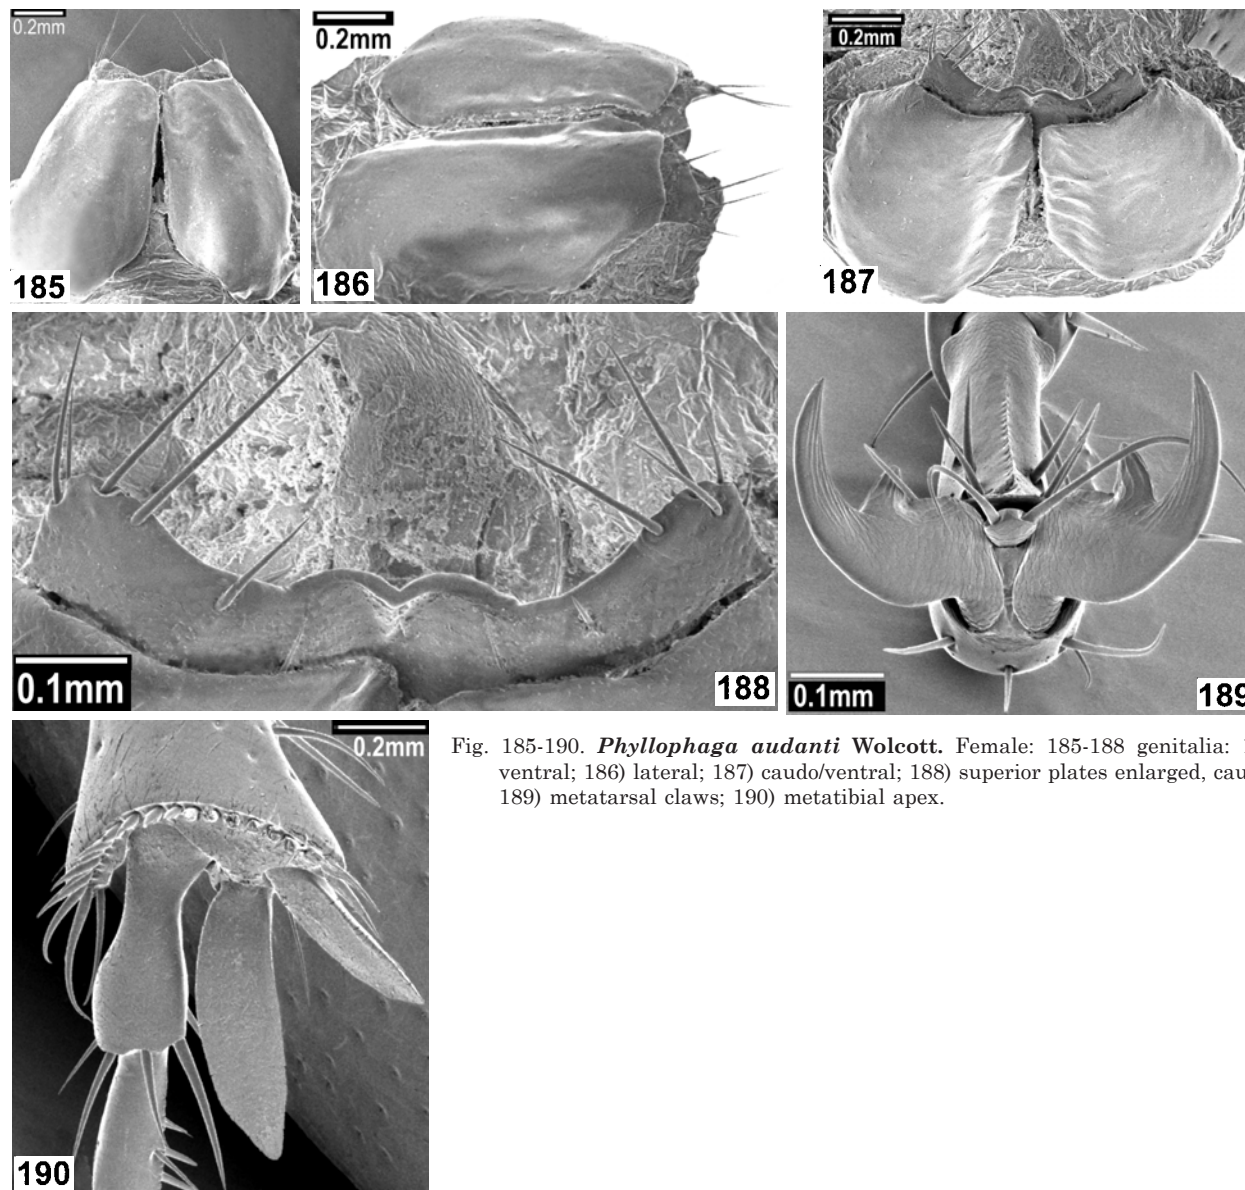 0.2mm
185
0.2mm
186
0.2mm
187
0.1mm
188
0.1mm
189
0.2mm
190
Fig. 185-190. Phyllophaga audanti Wolcott. Female: 185-188 genitalia:
ventral; 186) lateral; 187) caudo/ventral; 188) superior plates enlarged,
189) metatarsal claws; 190) metatibial apex.